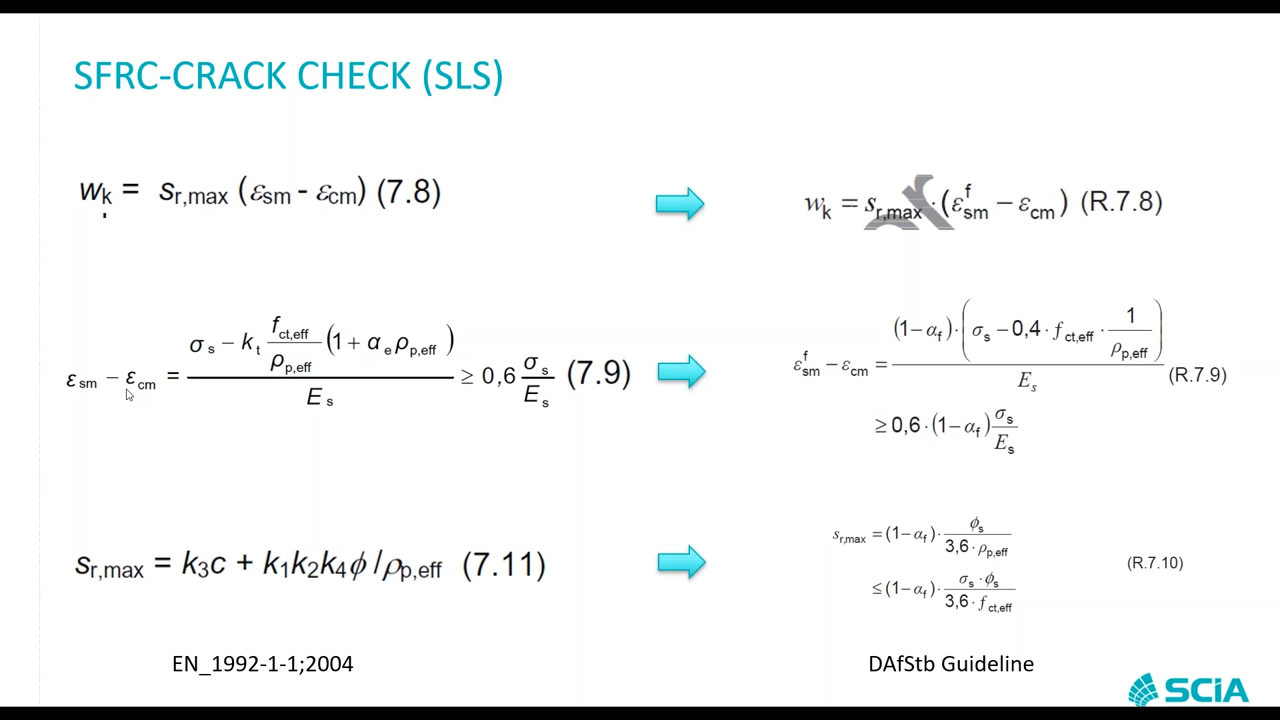 SFRC-CRACK CHECK (SLS)
wk = sr,max (εsm - εcm) (7.8)
wk = sr,max · (εᶠsm − εcm) (R.7.8)
εsm − εcm = (σs − kt fct,eff/ρp,eff (1 + αe ρp,eff)) / Es ≥ 0,6 σs/Es (7.9)
εᶠsm − εcm = ((1 − αf) · (σs − 0,4 · fct,eff · 1/ρp,eff)) / Es (R.7.9)
≥ 0,6 · (1 − αf) σs/Es
sr,max = k3c + k1k2k4ϕ /ρp,eff (7.11)
sr,max = (1 − αf) · ϕs / (3,6 · ρp,eff)
≤ (1 − αf) · (σs · ϕs) / (3,6 · fct,eff) (R.7.10)
EN_1992-1-1;2004
DAfStb Guideline
SCiA